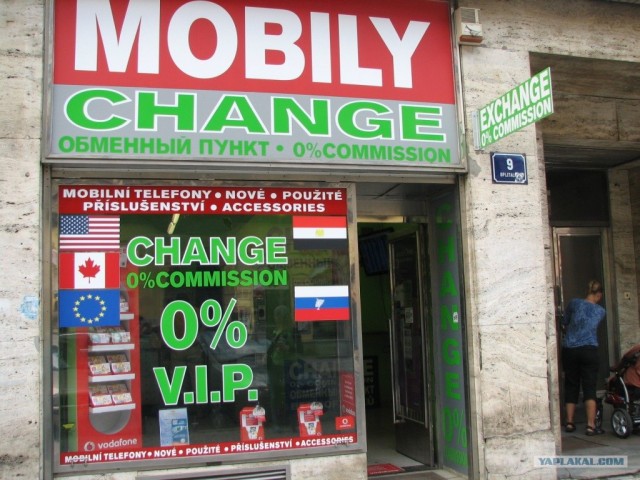 MOBILY
CHANGE
ОБМЕННЫЙ ПУНКТ • 0%COMMISSION
EXCHANGE
0% COMMISSION
9
MOBILNÍ TELEFONY • NOVÉ • POUŽITÉ
PŘÍSLUŠENSTVÍ • ACCESSORIES
CHANGE
0%COMMISSION
0%
V.I.P.
CHANGE
vodafone
MOBILNÍ TELEFONY • NOVÉ • POUŽITÉ • PŘÍSLUŠENSTVÍ • ACCESSORIES
YAPLAKAL.COM